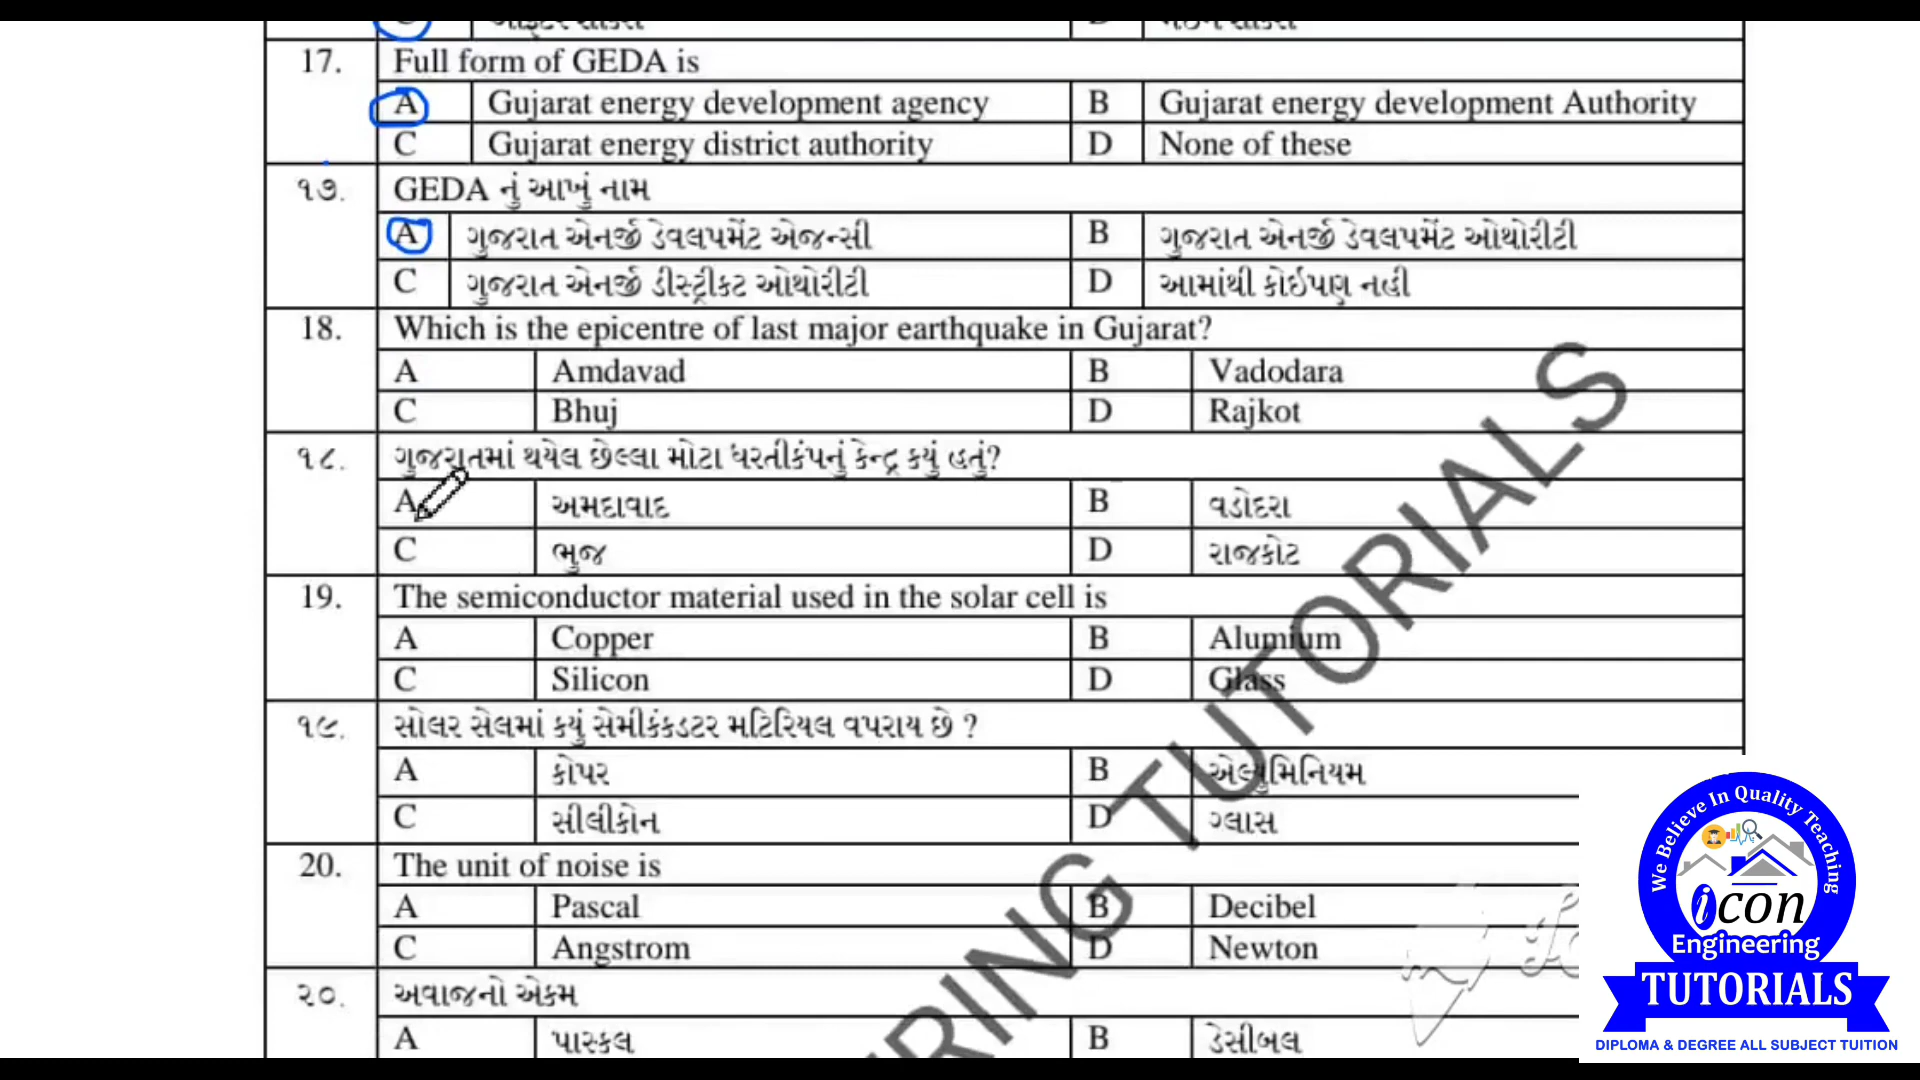 17. Full form of GEDA is
A Gujarat energy development agency B Gujarat energy development Authority
C Gujarat energy district authority D None of these
૧૭. GEDA નું આખું નામ
A ગુજરાત એનર્જી ડેવલપમેંટ એજન્સી B ગુજરાત એનર્જી ડેવલપમેંટ ઓથોરીટી
C ગુજરાત એનર્જી ડીસ્ટ્રીકટ ઓથોરીટી D આમાંથી કોઇપણ નહી
18. Which is the epicentre of last major earthquake in Gujarat?
A Amdavad B Vadodara
C Bhuj D Rajkot
૧૮. ગુજરાતમાં થયેલ છેલ્લા મોટા ધરતીકંપનું કેન્દ્ર કયું હતું?
A અમદાવાદ B વડોદરા
C ભુજ D રાજકોટ
19. The semiconductor material used in the solar cell is
A Copper B Alumium
C Silicon D Glass
૧૯. સોલર સેલમાં કયું સેમીકંકડટર મટિરિયલ વપરાય છે ?
A કોપર B એલ્યુમિનિયમ
C સીલીકોન D ગ્લાસ
20. The unit of noise is
A Pascal B Decibel
C Angstrom D Newton
૨૦. અવાજનો એકમ
A પાસ્કલ B ડેસીબલ
RING TUTORIALS
We Believe In Quality Teaching
icon
Engineering
TUTORIALS
DIPLOMA & DEGREE ALL SUBJECT TUITION